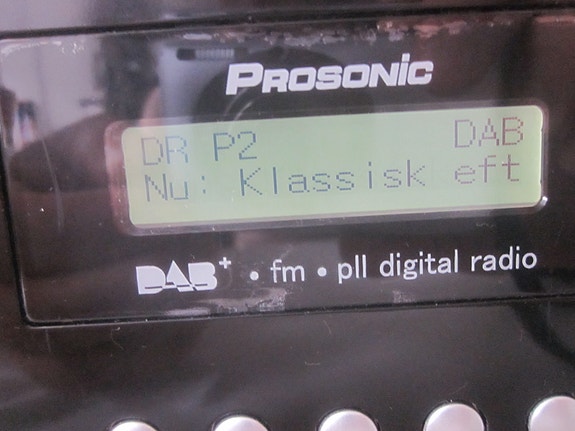 PROSONIC
DR P2 DAB
Nu: Klassisk eft
DAB+ • fm • pll digital radio